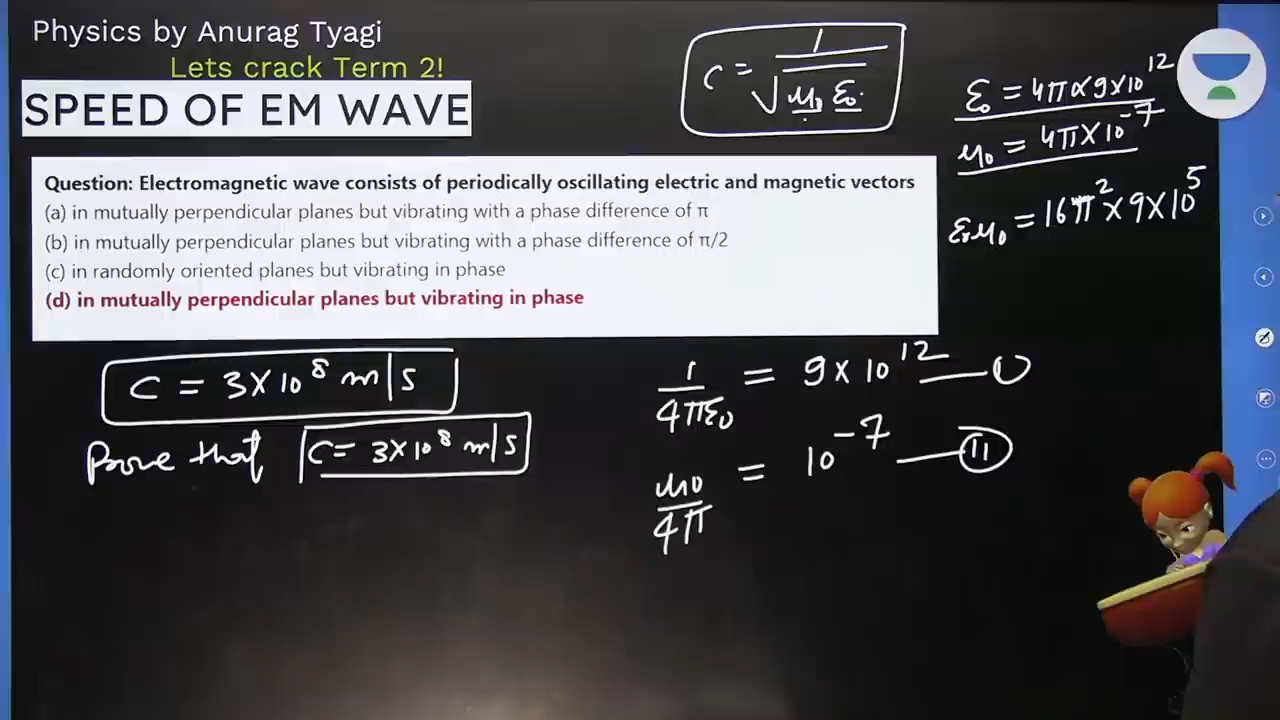 Physics by Anurag Tyagi
Lets crack Term 2!
SPEED OF EM WAVE
c = 1/√(μ₀ ε₀)
ε₀ = 4π×9×10¹²
μ₀ = 4π×10⁻⁷
ε₀μ₀ = 16π²×9×10⁵
Question: Electromagnetic wave consists of periodically oscillating electric and magnetic vectors
(a) in mutually perpendicular planes but vibrating with a phase difference of π
(b) in mutually perpendicular planes but vibrating with a phase difference of π/2
(c) in randomly oriented planes but vibrating in phase
(d) in mutually perpendicular planes but vibrating in phase
C = 3×10⁸ m/s
Prove that C = 3×10⁸ m/s
1/4πε₀ = 9×10¹² — I
μ₀/4π = 10⁻⁷ — II